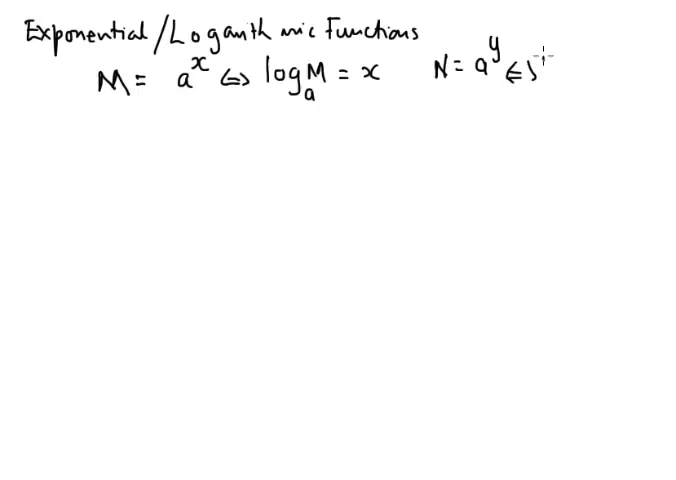 Exponential/Logarithmic Functions
M = a^x ⇔ log_a M = x N = a^y ⇔